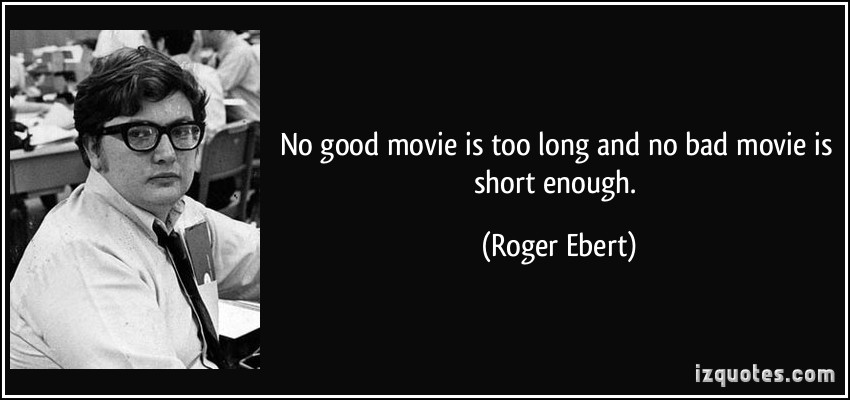 No good movie is too long and no bad movie is
short enough.
(Roger Ebert)
izquotes.com